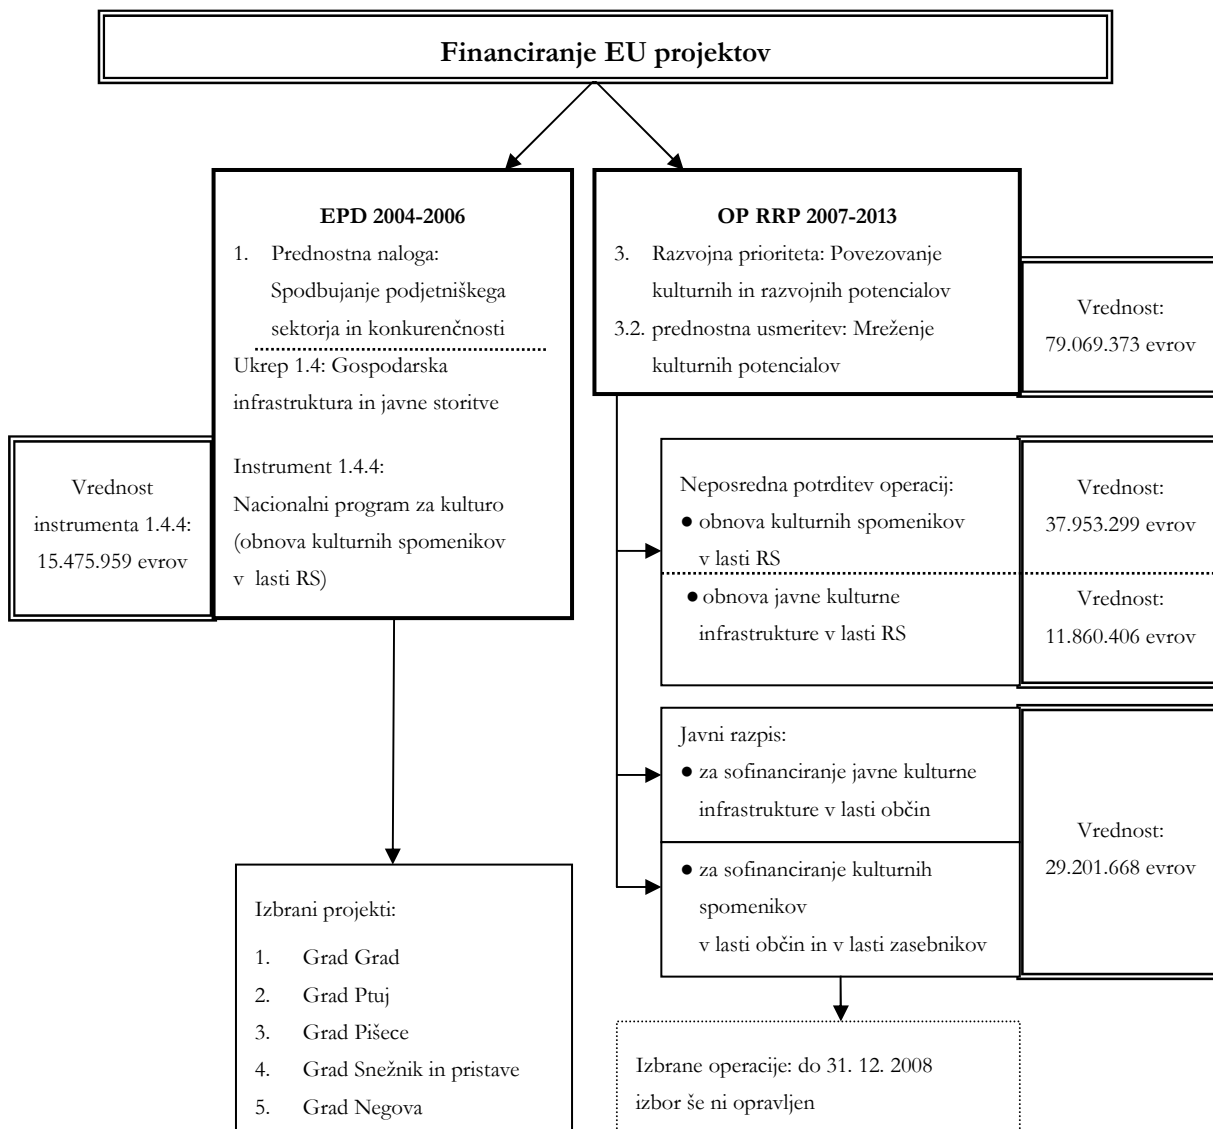 Financiranje EU projektov
EPD 2004-2006
1. Prednostna naloga:
Spodbujanje podjetniškega
sektorja in konkurenčnosti
Ukrep 1.4: Gospodarska
infrastruktura in javne storitve
Instrument 1.4.4:
Nacionalni program za kulturo
(obnova kulturnih spomenikov
v lasti RS)
Vrednost
instrumenta 1.4.4:
15.475.959 evrov
OP RRP 2007-2013
3. Razvojna prioriteta: Povezovanje
kulturnih in razvojnih potencialov
3.2. prednostna usmeritev: Mreženje
kulturnih potencialov
Vrednost:
79.069.373 evrov
Neposredna potrditev operacij:
● obnova kulturnih spomenikov
v lasti RS
Vrednost:
37.953.299 evrov
● obnova javne kulturne
infrastrukture v lasti RS
Vrednost:
11.860.406 evrov
Javni razpis:
● za sofinanciranje javne kulturne
infrastrukture v lasti občin
● za sofinanciranje kulturnih
spomenikov
v lasti občin in v lasti zasebnikov
Vrednost:
29.201.668 evrov
Izbrani projekti:
1. Grad Grad
2. Grad Ptuj
3. Grad Pišece
4. Grad Snežnik in pristave
5. Grad Negova
Izbrane operacije: do 31. 12. 2008
izbor še ni opravljen